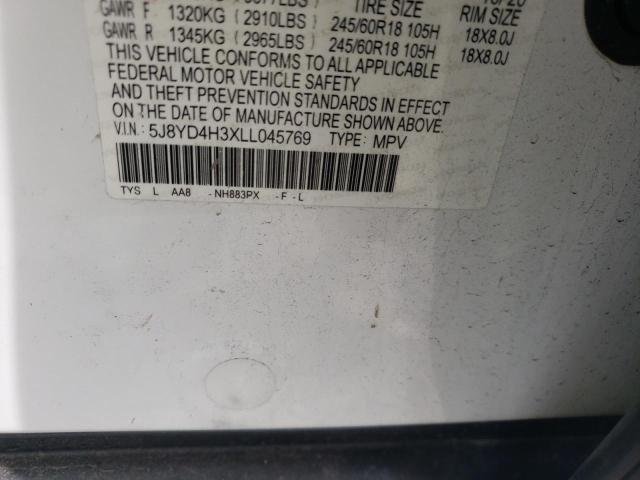 TIRE SIZE RIM SIZE
GAWR F 1320KG (2910LBS) 245/60R18 105H 18X8.0J
GAWR R 1345KG (2965LBS) 245/60R18 105H 18X8.0J
THIS VEHICLE CONFORMS TO ALL APPLICABLE
FEDERAL MOTOR VEHICLE SAFETY
AND THEFT PREVENTION STANDARDS IN EFFECT
ON THE DATE OF MANUFACTURE SHOWN ABOVE.
V.I.N.: 5J8YD4H3XLL045769 TYPE: MPV
TYS L AA8 -NH883PX -F -L